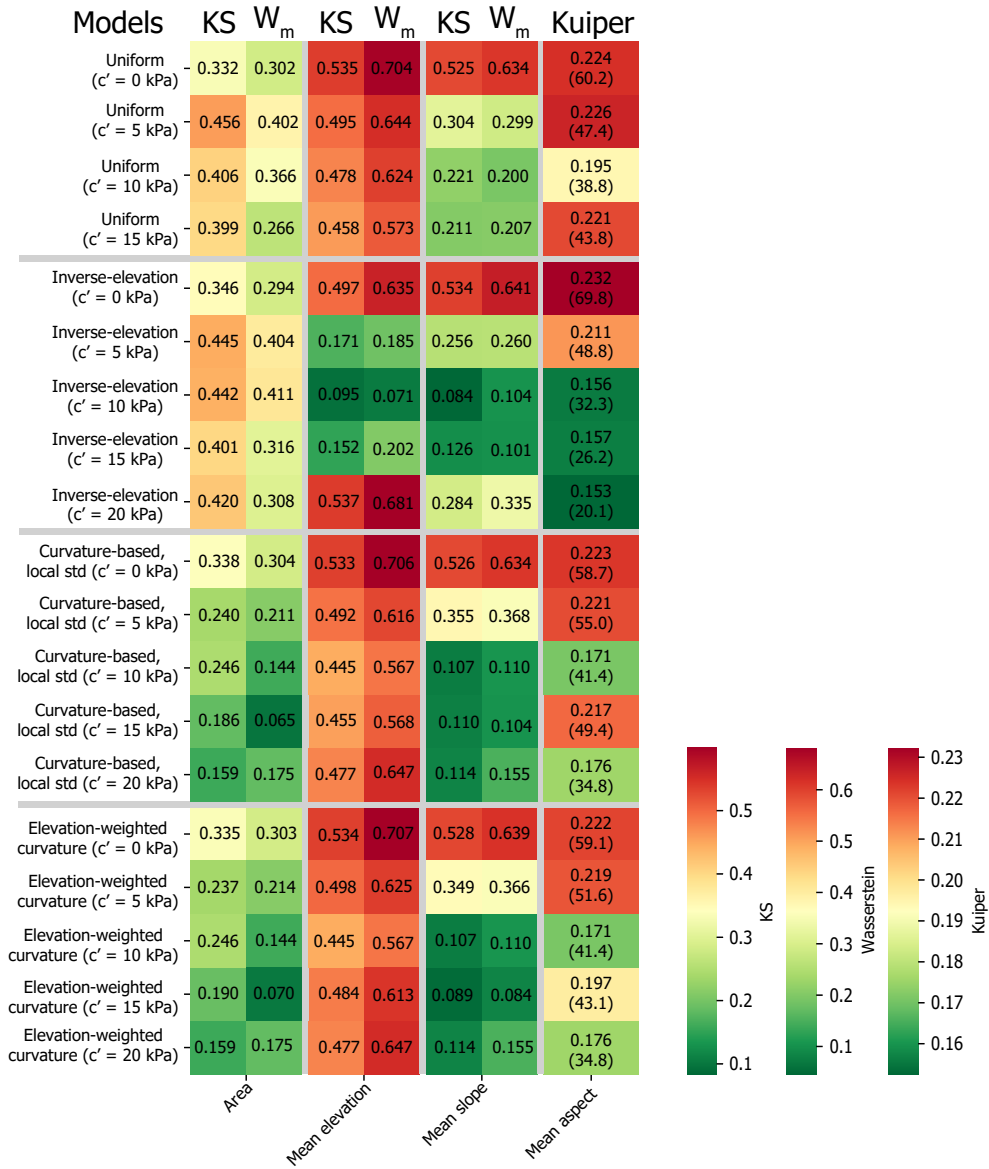 Models KS W_m KS W_m KS W_m Kuiper
Uniform
(c' = 0 kPa) 0.332 0.302 0.535 0.704 0.525 0.634 0.224
(60.2)
Uniform
(c' = 5 kPa) 0.456 0.402 0.495 0.644 0.304 0.299 0.226
(47.4)
Uniform
(c' = 10 kPa) 0.406 0.366 0.478 0.624 0.221 0.200 0.195
(38.8)
Uniform
(c' = 15 kPa) 0.399 0.266 0.458 0.573 0.211 0.207 0.221
(43.8)
Inverse-elevation
(c' = 0 kPa) 0.346 0.294 0.497 0.635 0.534 0.641 0.232
(69.8)
Inverse-elevation
(c' = 5 kPa) 0.445 0.404 0.171 0.185 0.256 0.260 0.211
(48.8)
Inverse-elevation
(c' = 10 kPa) 0.442 0.411 0.095 0.071 0.084 0.104 0.156
(32.3)
Inverse-elevation
(c' = 15 kPa) 0.401 0.316 0.152 0.202 0.126 0.101 0.157
(26.2)
Inverse-elevation
(c' = 20 kPa) 0.420 0.308 0.537 0.681 0.284 0.335 0.153
(20.1)
Curvature-based,
local std (c' = 0 kPa) 0.338 0.304 0.533 0.706 0.526 0.634 0.223
(58.7)
Curvature-based,
local std (c' = 5 kPa) 0.240 0.211 0.492 0.616 0.355 0.368 0.221
(55.0)
Curvature-based,
local std (c' = 10 kPa) 0.246 0.144 0.445 0.567 0.107 0.110 0.171
(41.4)
Curvature-based,
local std (c' = 15 kPa) 0.186 0.065 0.455 0.568 0.110 0.104 0.217
(49.4)
Curvature-based,
local std (c' = 20 kPa) 0.159 0.175 0.477 0.647 0.114 0.155 0.176
(34.8)
Elevation-weighted
curvature (c' = 0 kPa) 0.335 0.303 0.534 0.707 0.528 0.639 0.222
(59.1)
Elevation-weighted
curvature (c' = 5 kPa) 0.237 0.214 0.498 0.625 0.349 0.366 0.219
(51.6)
Elevation-weighted
curvature (c' = 10 kPa) 0.246 0.144 0.445 0.567 0.107 0.110 0.171
(41.4)
Elevation-weighted
curvature (c' = 15 kPa) 0.190 0.070 0.484 0.613 0.089 0.084 0.197
(43.1)
Elevation-weighted
curvature (c' = 20 kPa) 0.159 0.175 0.477 0.647 0.114 0.155 0.176
(34.8)
Area
Mean elevation
Mean slope
Mean aspect
0.5
0.4
0.3
0.2
0.1
KS
0.6
0.5
0.4
0.3
0.2
0.1
Wasserstein
0.23
0.22
0.21
0.20
0.19
0.18
0.17
0.16
Kuiper